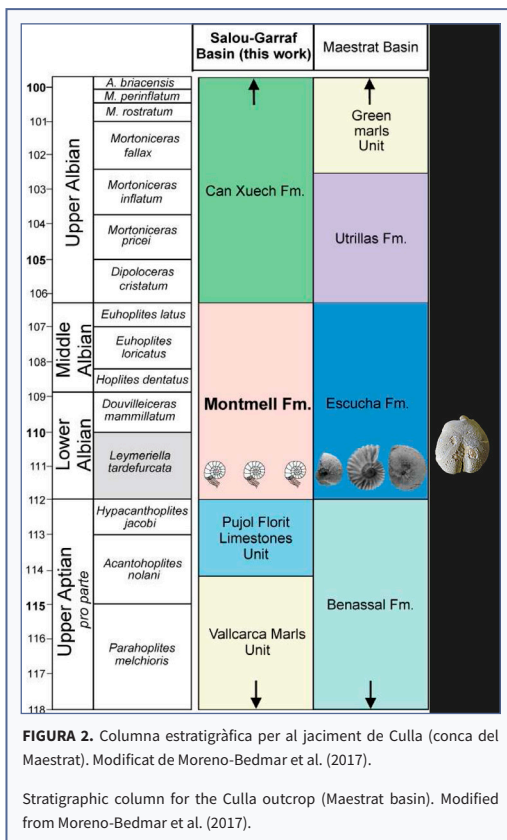 Salou-Garraf
Basin (this work)
Maestrat Basin
100
101
102
103
104
105
106
107
108
109
110
111
112
113
114
115
116
117
118
Upper Albian
Middle
Albian
Lower
Albian
Upper Aptian
pro parte
A. briacensis
M. perinflatum
M. rostratum
Mortoniceras
fallax
Mortoniceras
inflatum
Mortoniceras
pricei
Dipoloceras
cristatum
Euhoplites latus
Euhoplites
loricatus
Hoplites dentatus
Douvilleiceras
mammillatum
Leymeriella
tardefurcata
Hypacanthoplites
jacobi
Acantohoplites
nolani
Parahoplites
melchioris
Can Xuech Fm.
Montmell Fm.
Pujol Florit
Limestones
Unit
Vallcarca Marls
Unit
Green
marls
Unit
Utrillas Fm.
Escucha Fm.
Benassal Fm.
FIGURA 2. Columna estratigràfica per al jaciment de Culla (conca del
Maestrat). Modificat de Moreno-Bedmar et al. (2017).
Stratigraphic column for the Culla outcrop (Maestrat basin). Modified
from Moreno-Bedmar et al. (2017).